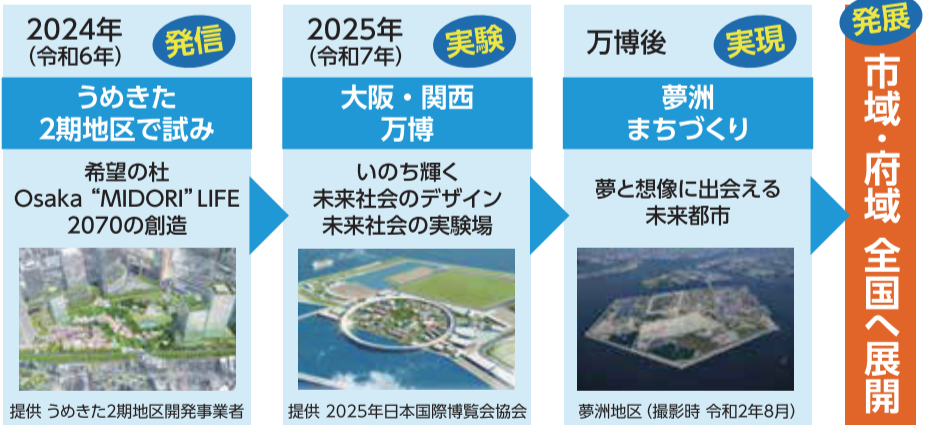 2024年
(令和6年)
発信
うめきた
2期地区で試み
希望の杜
Osaka “MIDORI” LIFE
2070の創造
提供 うめきた2期地区開発事業者
2025年
(令和7年)
実験
大阪・関西
万博
いのち輝く
未来社会のデザイン
未来社会の実験場
提供 2025年日本国際博覧会協会
万博後
実現
夢洲
まちづくり
夢と想像に出会える
未来都市
夢洲地区（撮影時 令和2年8月）
発展
市域・府域 全国へ展開